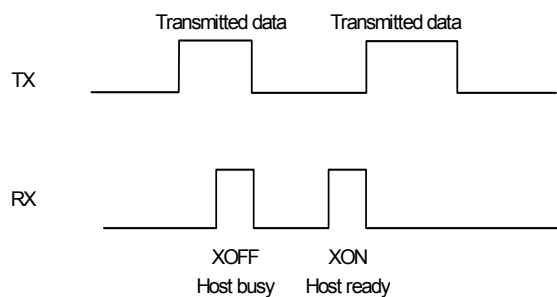 Transmitted data Transmitted data
TX
RX
XOFF XON
Host busy Host ready